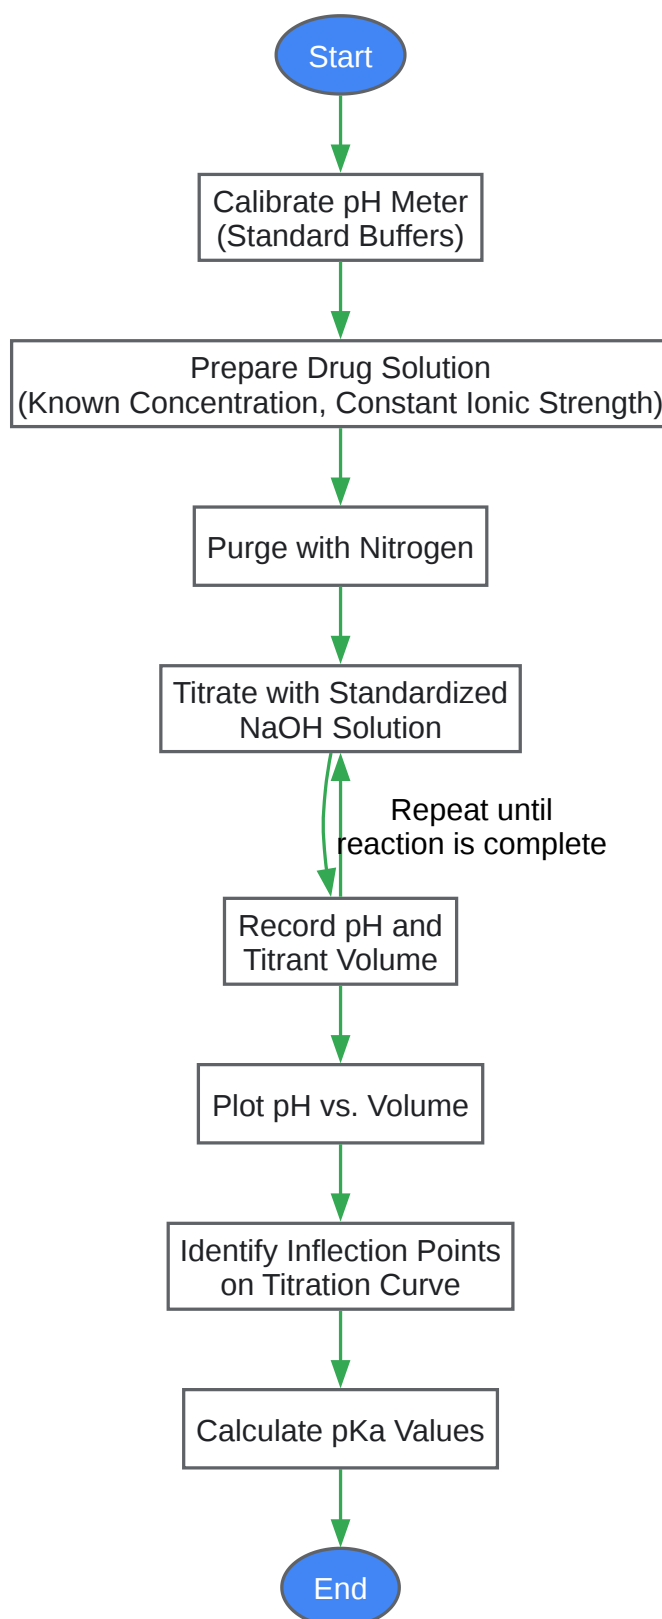 Start
Calibrate pH Meter
(Standard Buffers)
Prepare Drug Solution
(Known Concentration, Constant Ionic Strength)
Purge with Nitrogen
Titrate with Standardized
NaOH Solution
Repeat until
reaction is complete
Record pH and
Titrant Volume
Plot pH vs. Volume
Identify Inflection Points
on Titration Curve
Calculate pKa Values
End